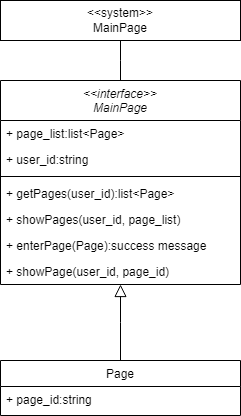 <<system>>
MainPage
<<interface>>
MainPage
+ page_list:list<Page>
+ user_id:string
+ getPages(user_id):list<Page>
+ showPages(user_id, page_list)
+ enterPage(Page):success message
+ showPage(user_id, page_id)
Page
+ page_id:string